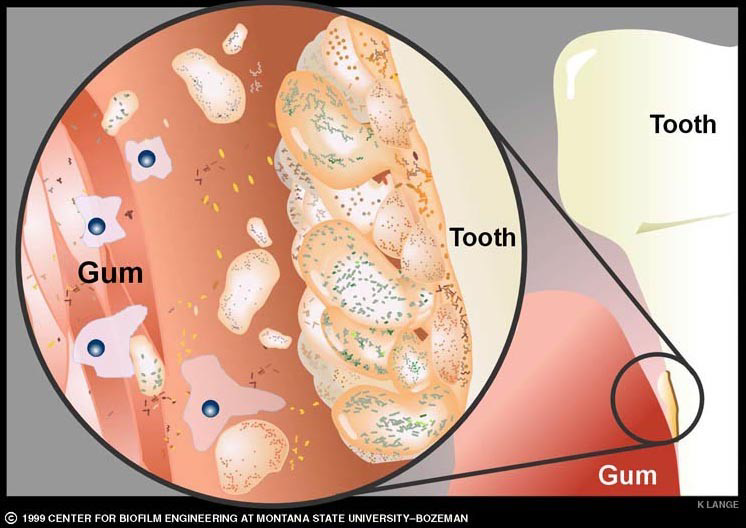 Tooth
Tooth
Gum
Gum
K LANGE
© 1999 CENTER FOR BIOFILM ENGINEERING AT MONTANA STATE UNIVERSITY–BOZEMAN